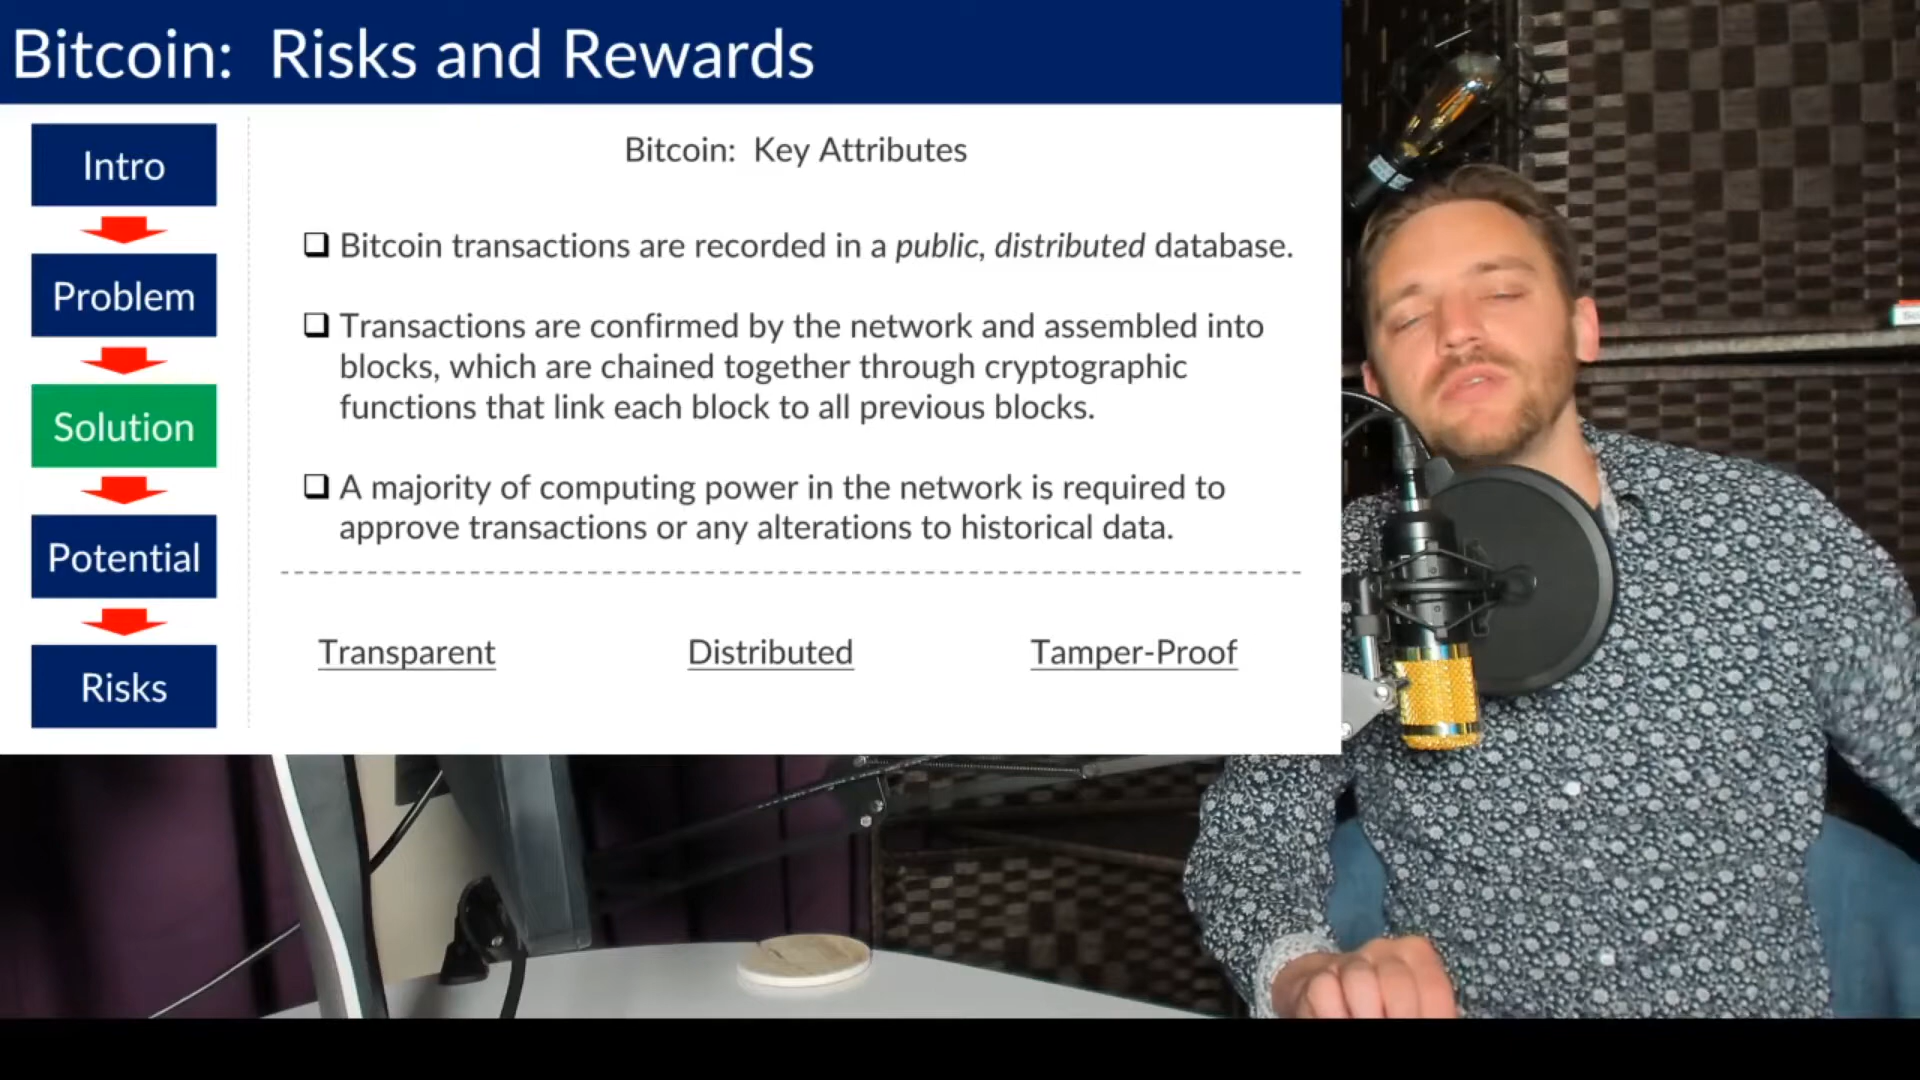 Bitcoin:  Risks and Rewards
Intro
Problem
Solution
Potential
Risks
Bitcoin:  Key Attributes
❑ Bitcoin transactions are recorded in a public, distributed database.
❑ Transactions are confirmed by the network and assembled into
blocks, which are chained together through cryptographic
functions that link each block to all previous blocks.
❑ A majority of computing power in the network is required to
approve transactions or any alterations to historical data.
Transparent Distributed Tamper-Proof